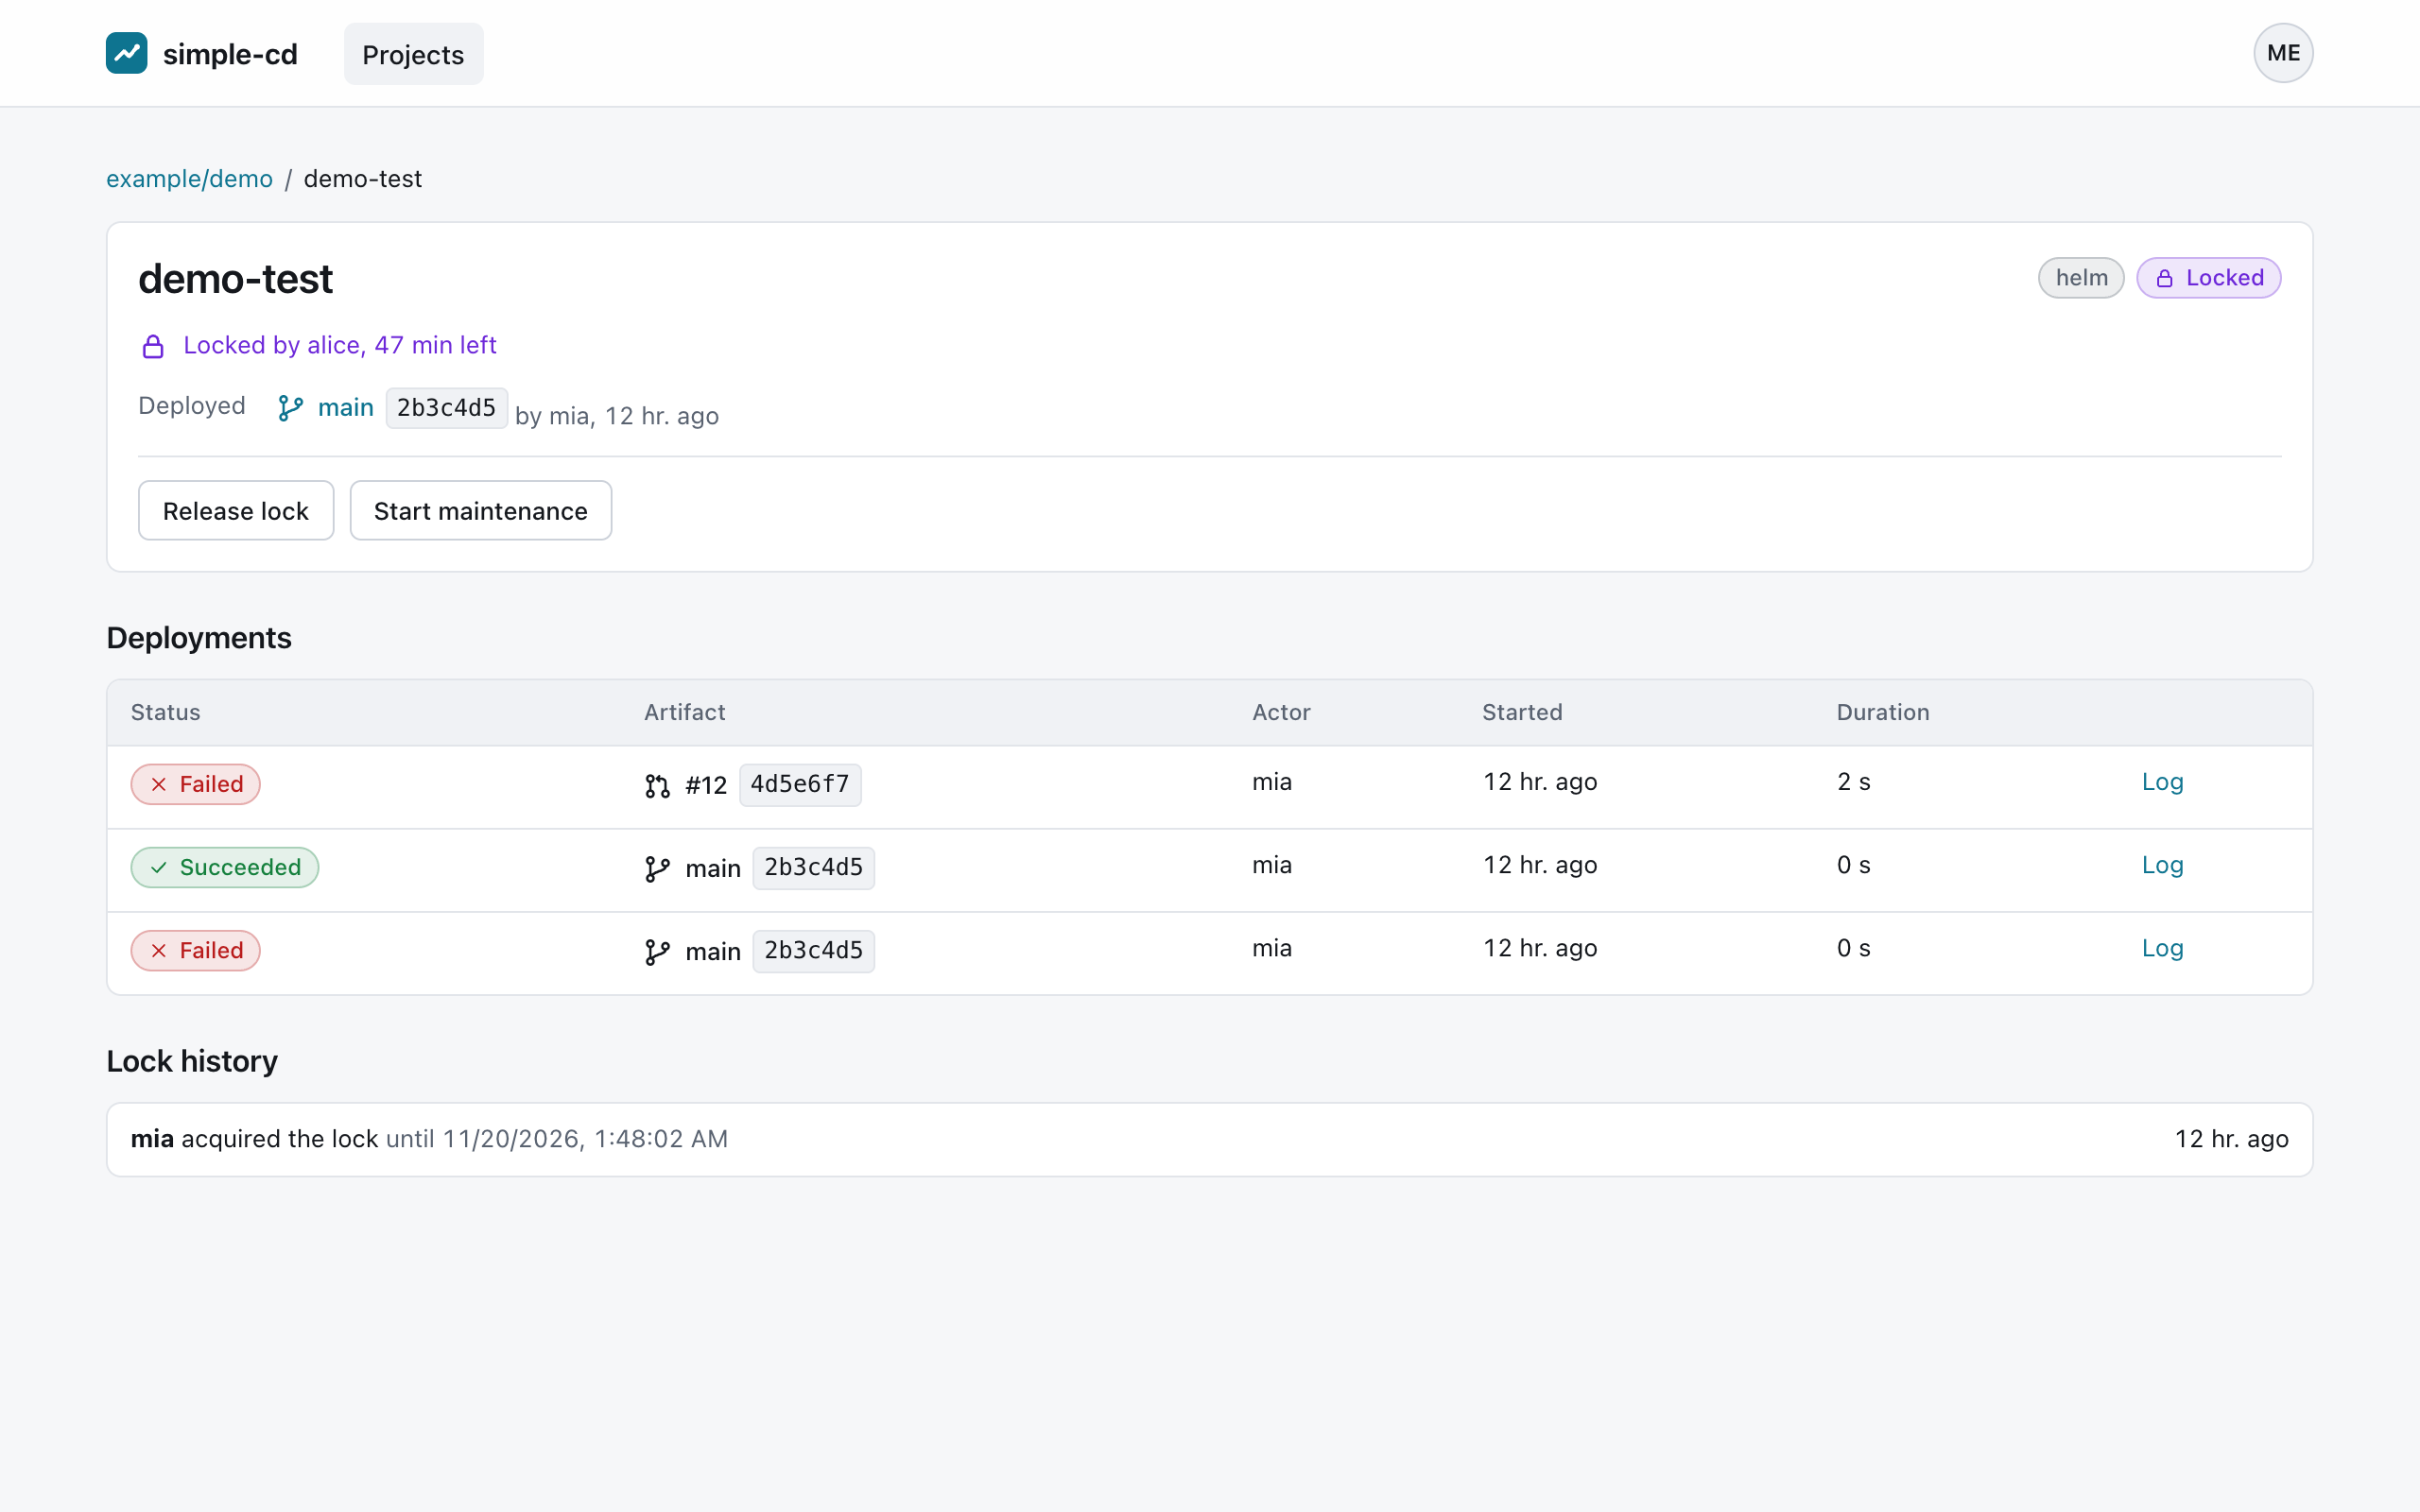 simple-cd Projects ME
example/demo / demo-test
demo-test helm Locked
Locked by alice, 47 min left
Deployed main 2b3c4d5 by mia, 12 hr. ago
Release lock Start maintenance
Deployments
Status Artifact Actor Started Duration
Failed #12 4d5e6f7 mia 12 hr. ago 2 s Log
Succeeded main 2b3c4d5 mia 12 hr. ago 0 s Log
Failed main 2b3c4d5 mia 12 hr. ago 0 s Log
Lock history
mia acquired the lock until 11/20/2026, 1:48:02 AM 12 hr. ago